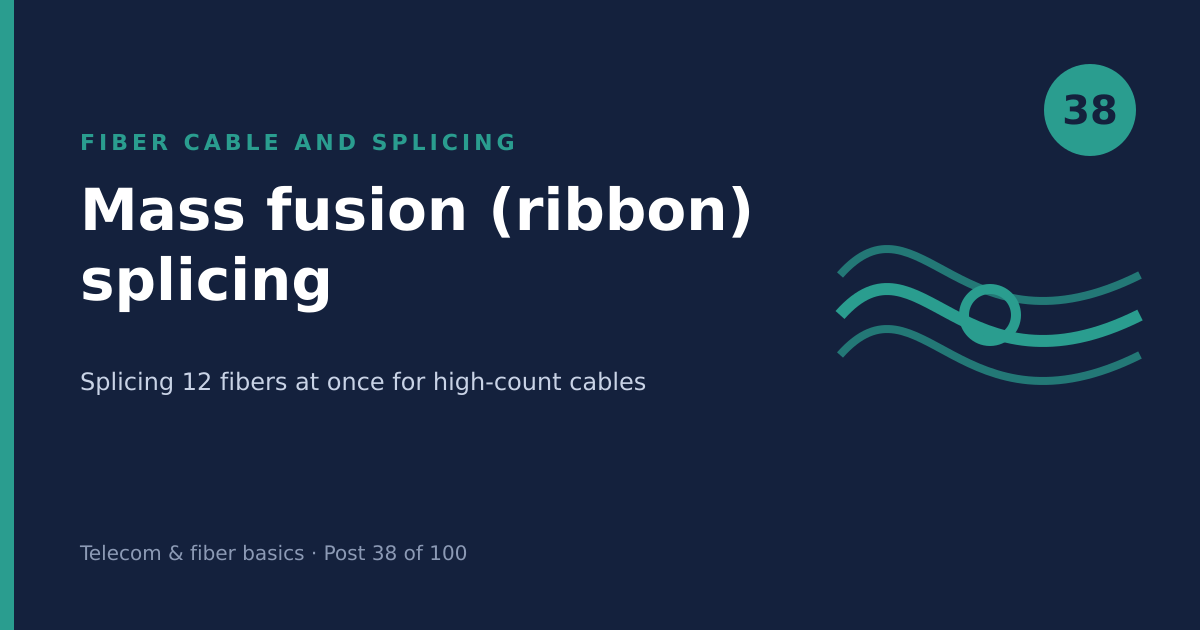 38
FIBER CABLE AND SPLICING
Mass fusion (ribbon)
splicing
Splicing 12 fibers at once for high-count cables
Telecom & fiber basics · Post 38 of 100